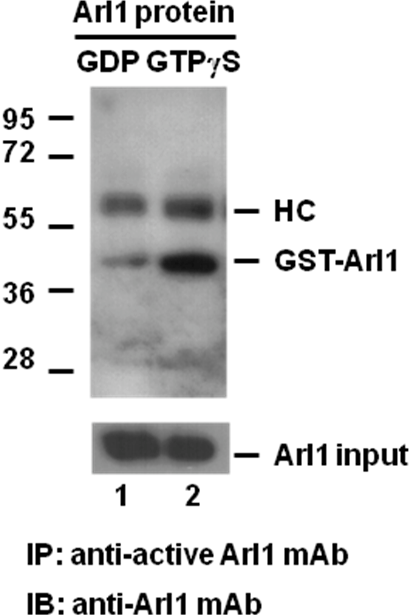 Arl1 protein
GDP GTPγS
95
72
55
36
28
HC
GST-Arl1
Arl1 input
1 2
IP: anti-active Arl1 mAb
IB: anti-Arl1 mAb